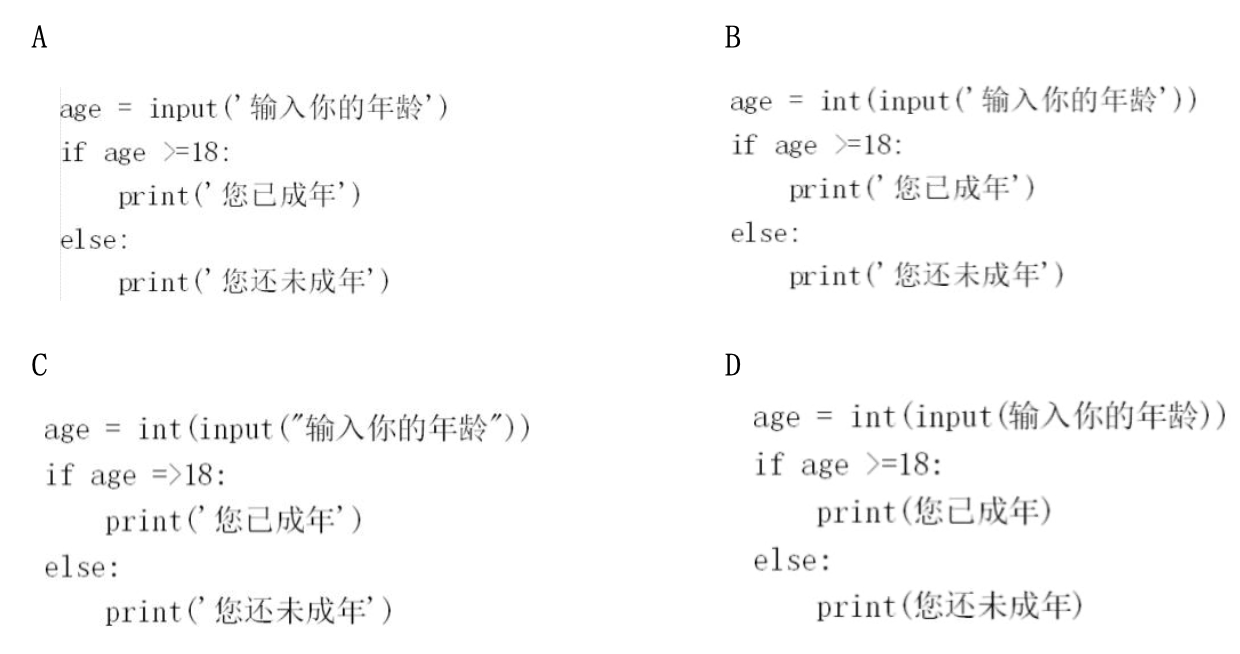 A
age = input('输入你的年龄')
if age >=18:
    print('您已成年')
else:
    print('您还未成年')
B
age = int(input('输入你的年龄'))
if age >=18:
    print('您已成年')
else:
    print('您还未成年')
C
age = int(input("输入你的年龄"))
if age =>18:
    print('您已成年')
else:
    print('您还未成年')
D
age = int(input(输入你的年龄))
if age >=18:
    print(您已成年)
else:
    print(您还未成年)